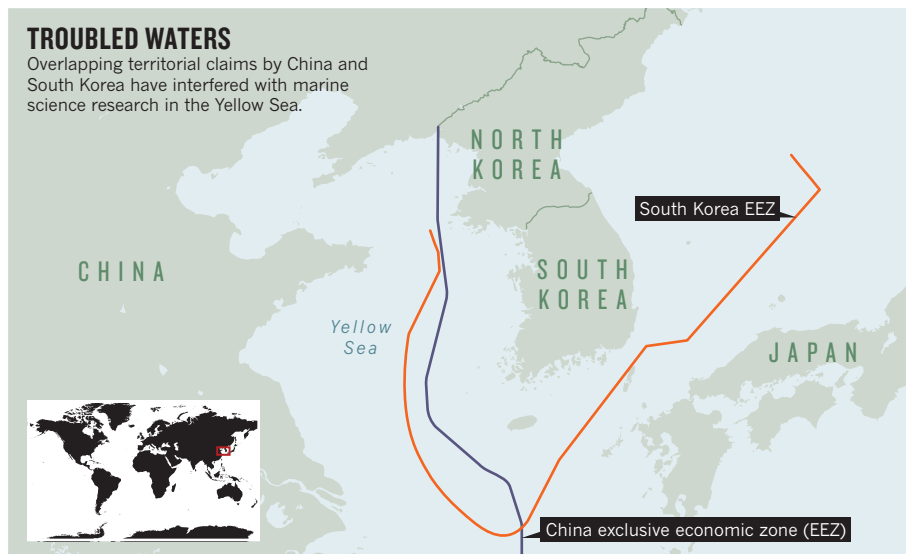 TROUBLED WATERS
Overlapping territorial claims by China and
South Korea have interfered with marine
science research in the Yellow Sea.
NORTH
KOREA
South Korea EEZ
CHINA
SOUTH
KOREA
Yellow
Sea
JAPAN
China exclusive economic zone (EEZ)